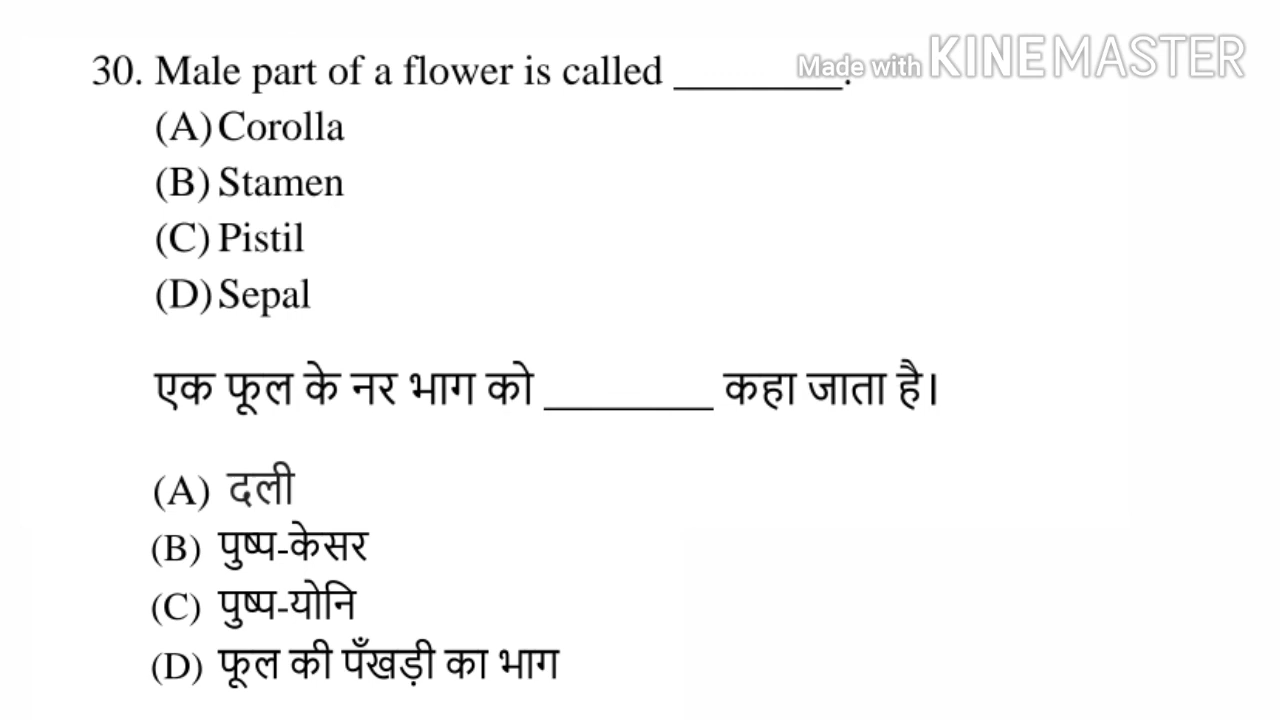 30. Male part of a flower is called ________.
Made with KINEMASTER
(A) Corolla
(B) Stamen
(C) Pistil
(D) Sepal
एक फूल के नर भाग को ________ कहा जाता है।
(A) दली
(B) पुष्प-केसर
(C) पुष्प-योनि
(D) फूल की पँखड़ी का भाग